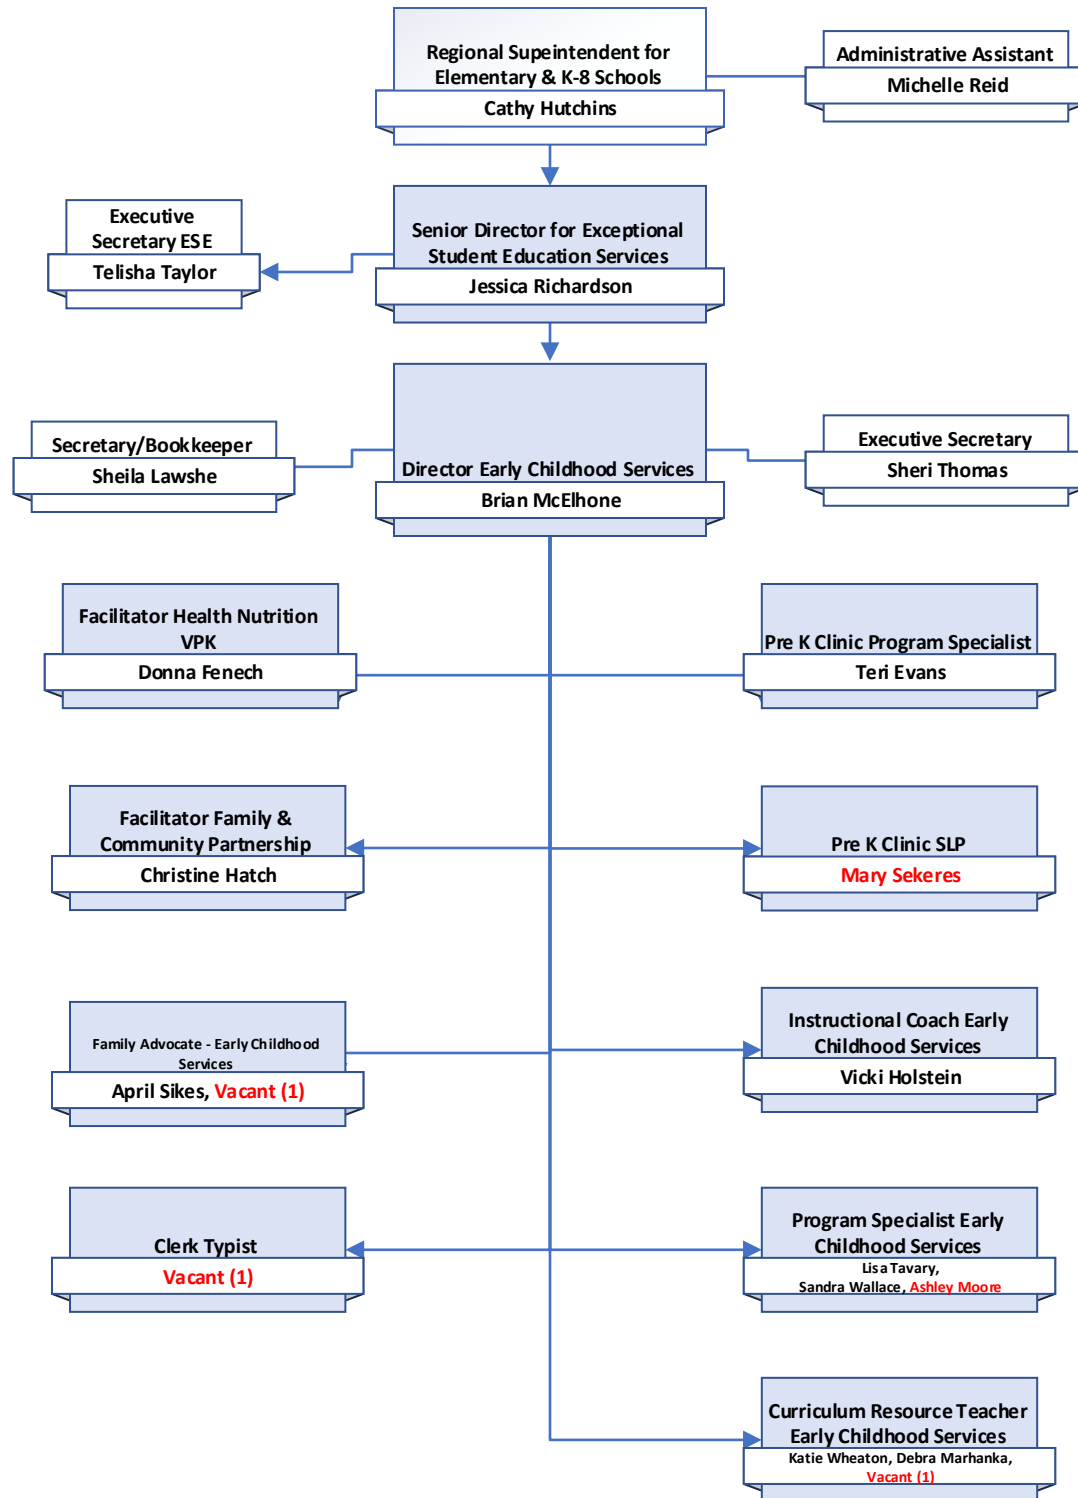 Regional Supeintendent for
Elementary & K-8 Schools
Cathy Hutchins
Administrative Assistant
Michelle Reid
Executive
Secretary ESE
Telisha Taylor
Senior Director for Exceptional
Student Education Services
Jessica Richardson
Secretary/Bookkeeper
Sheila Lawshe
Director Early Childhood Services
Brian McElhone
Executive Secretary
Sheri Thomas
Facilitator Health Nutrition
VPK
Donna Fenech
Pre K Clinic Program Specialist
Teri Evans
Facilitator Family &
Community Partnership
Christine Hatch
Pre K Clinic SLP
Mary Sekeres
Family Advocate - Early Childhood
Services
April Sikes, Vacant (1)
Instructional Coach Early
Childhood Services
Vicki Holstein
Clerk Typist
Vacant (1)
Program Specialist Early
Childhood Services
Lisa Tavary,
Sandra Wallace, Ashley Moore
Curriculum Resource Teacher
Early Childhood Services
Katie Wheaton, Debra Marhanka,
Vacant (1)